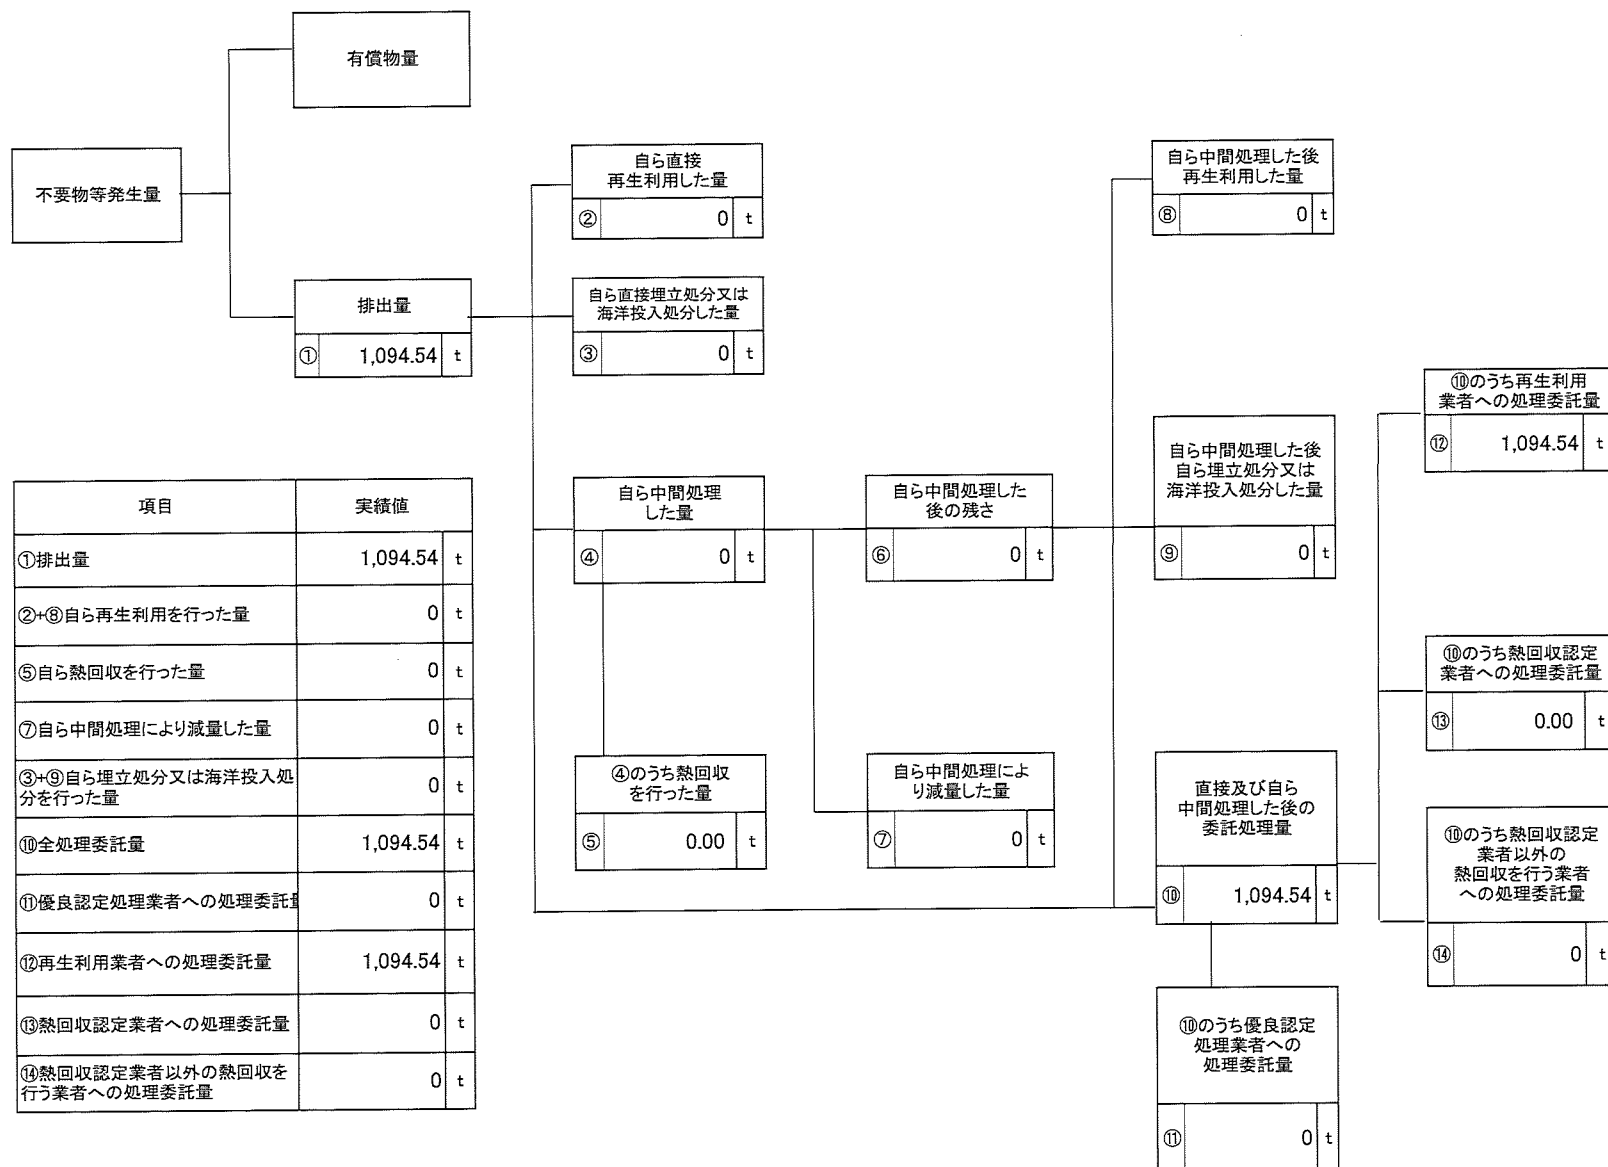 有償物量
不要物等発生量
排出量
① 1,094.54 t
自ら直接
再生利用した量
② 0 t
自ら直接埋立処分又は
海洋投入処分した量
③ 0 t
自ら中間処理
した量
④ 0 t
④のうち熱回収
を行った量
⑤ 0.00 t
自ら中間処理した
後の残さ
⑥ 0 t
自ら中間処理によ
り減量した量
⑦ 0 t
自ら中間処理した後
再生利用した量
⑧ 0 t
自ら中間処理した後
自ら埋立処分又は
海洋投入処分した量
⑨ 0 t
直接及び自ら
中間処理した後の
委託処理量
⑩ 1,094.54 t
⑩のうち優良認定
処理業者への
処理委託量
⑪ 0 t
⑩のうち再生利用
業者への処理委託量
⑫ 1,094.54 t
⑩のうち熱回収認定
業者への処理委託量
⑬ 0.00 t
⑩のうち熱回収認定
業者以外の
熱回収を行う業者
への処理委託量
⑭ 0 t
項目 実績値
①排出量 1,094.54 t
②+⑧自ら再生利用を行った量 0 t
⑤自ら熱回収を行った量 0 t
⑦自ら中間処理により減量した量 0 t
③+⑨自ら埋立処分又は海洋投入処
分を行った量 0 t
⑩全処理委託量 1,094.54 t
⑪優良認定処理業者への処理委託量 0 t
⑫再生利用業者への処理委託量 1,094.54 t
⑬熱回収認定業者への処理委託量 0 t
⑭熱回収認定業者以外の熱回収を
行う業者への処理委託量 0 t